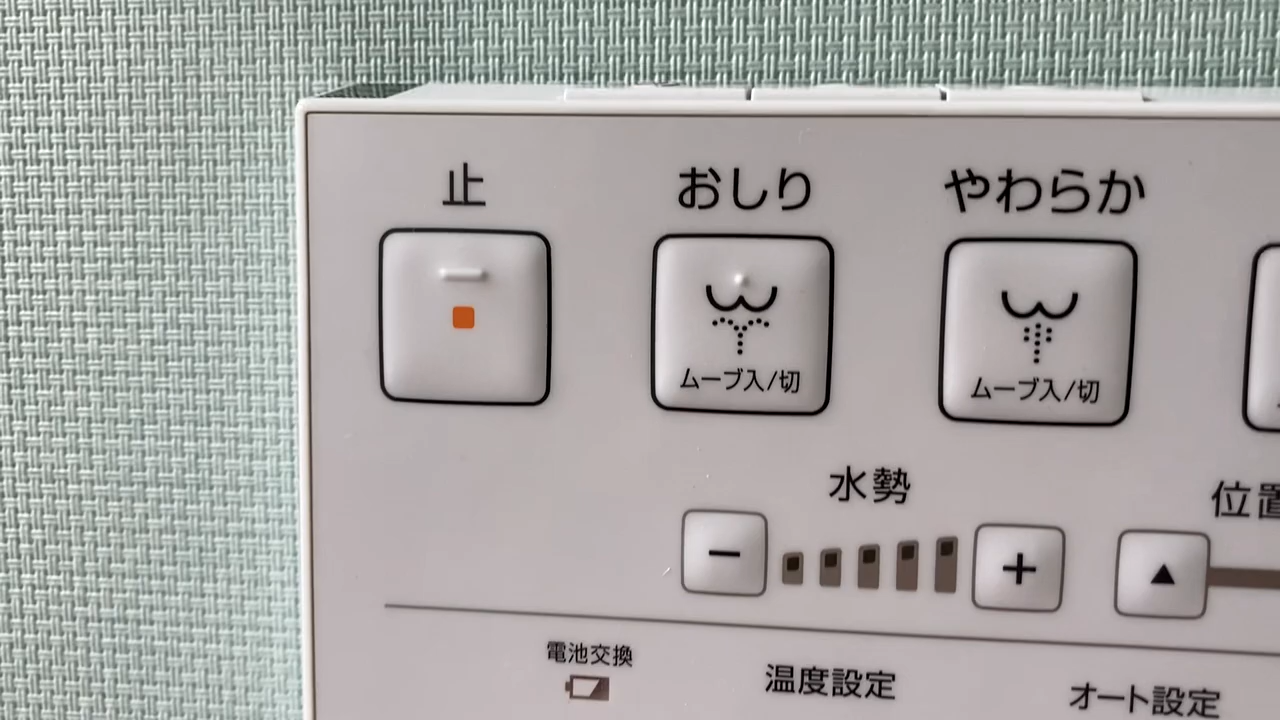 止
おしり
やわらか
ムーブ入/切
ムーブ入/切
水勢
位置
−
+
電池交換
温度設定
オート設定